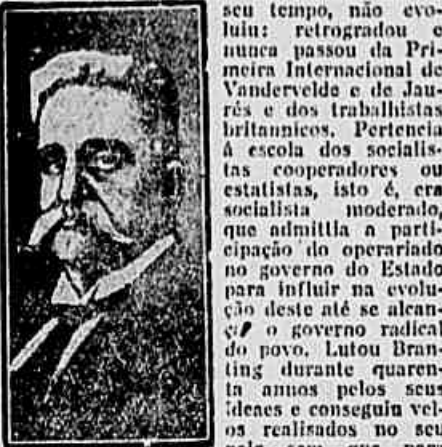 seu tempo, não evo-
luiu: retrogradou e
nunca passou da Pri-
meira Internacional de
Vandervelde e de Jau-
rés e dos trabalhistas
britannicos. Pertencia
á escola dos socialis-
tas cooperadores ou
estatistas, isto é, era
socialista moderado,
que admittia a parti-
cipação do operariado
no governo do Estado
para influir na evolu-
ção deste até se alcan-
o governo radical
do povo. Lutou Bran-
ting durante quaren-
ta annos pelos seus
ideaes e conseguiu vel-
os realisados no seu